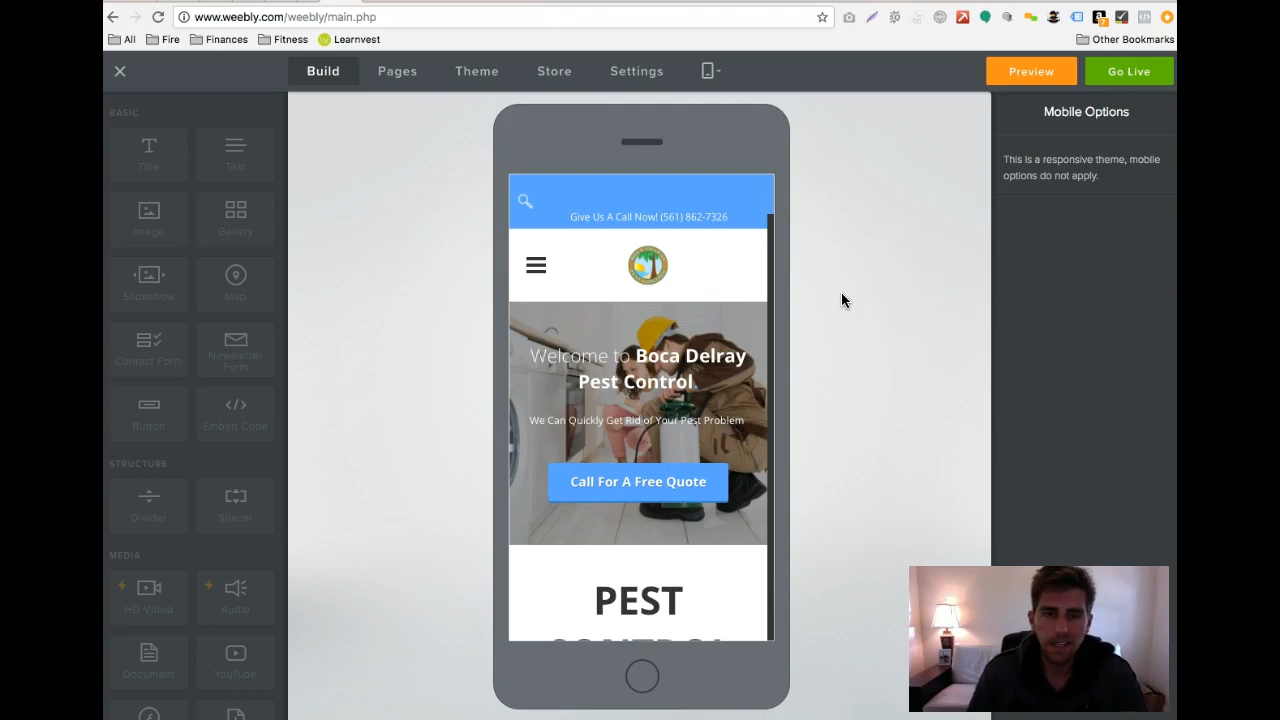 www.weebly.com/weebly/main.php
All Fire Finances Fitness Learnvest Other Bookmarks
Build Pages Theme Store Settings Preview Go Live
BASIC
Title Text
Image Gallery
Slideshow Map
Contact Form Newsletter
Form
Button Embed Code
STRUCTURE
Divider Spacer
MEDIA
HD Video Audio
Document YouTube
Give Us A Call Now! (561) 862-7326
Welcome to Boca Delray
Pest Control
We Can Quickly Get Rid of Your Pest Problem
Call For A Free Quote
PEST
CONTROL
Mobile Options
This is a responsive theme, mobile
options do not apply.